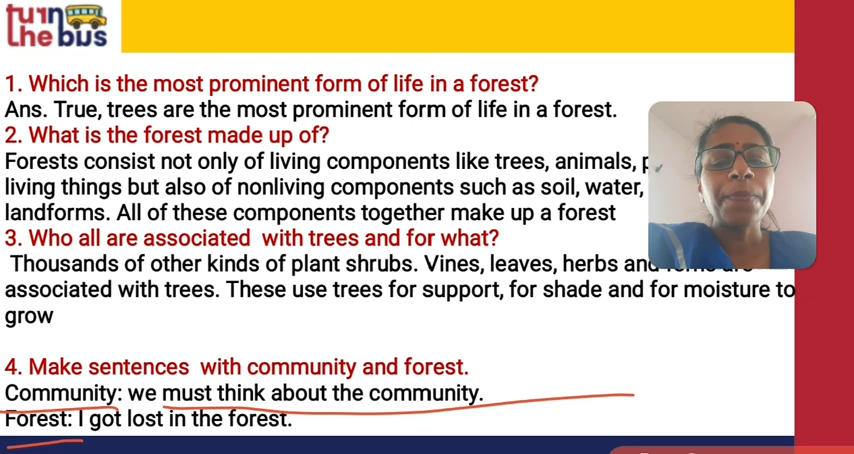 turn
the bus
1. Which is the most prominent form of life in a forest?
Ans. True, trees are the most prominent form of life in a forest.
2. What is the forest made up of?
Forests consist not only of living components like trees, animals,
living things but also of nonliving components such as soil, water,
landforms. All of these components together make up a forest
3. Who all are associated with trees and for what?
Thousands of other kinds of plant shrubs. Vines, leaves, herbs and
associated with trees. These use trees for support, for shade and for moisture to
grow
4. Make sentences with community and forest.
Community: we must think about the community.
Forest: I got lost in the forest.